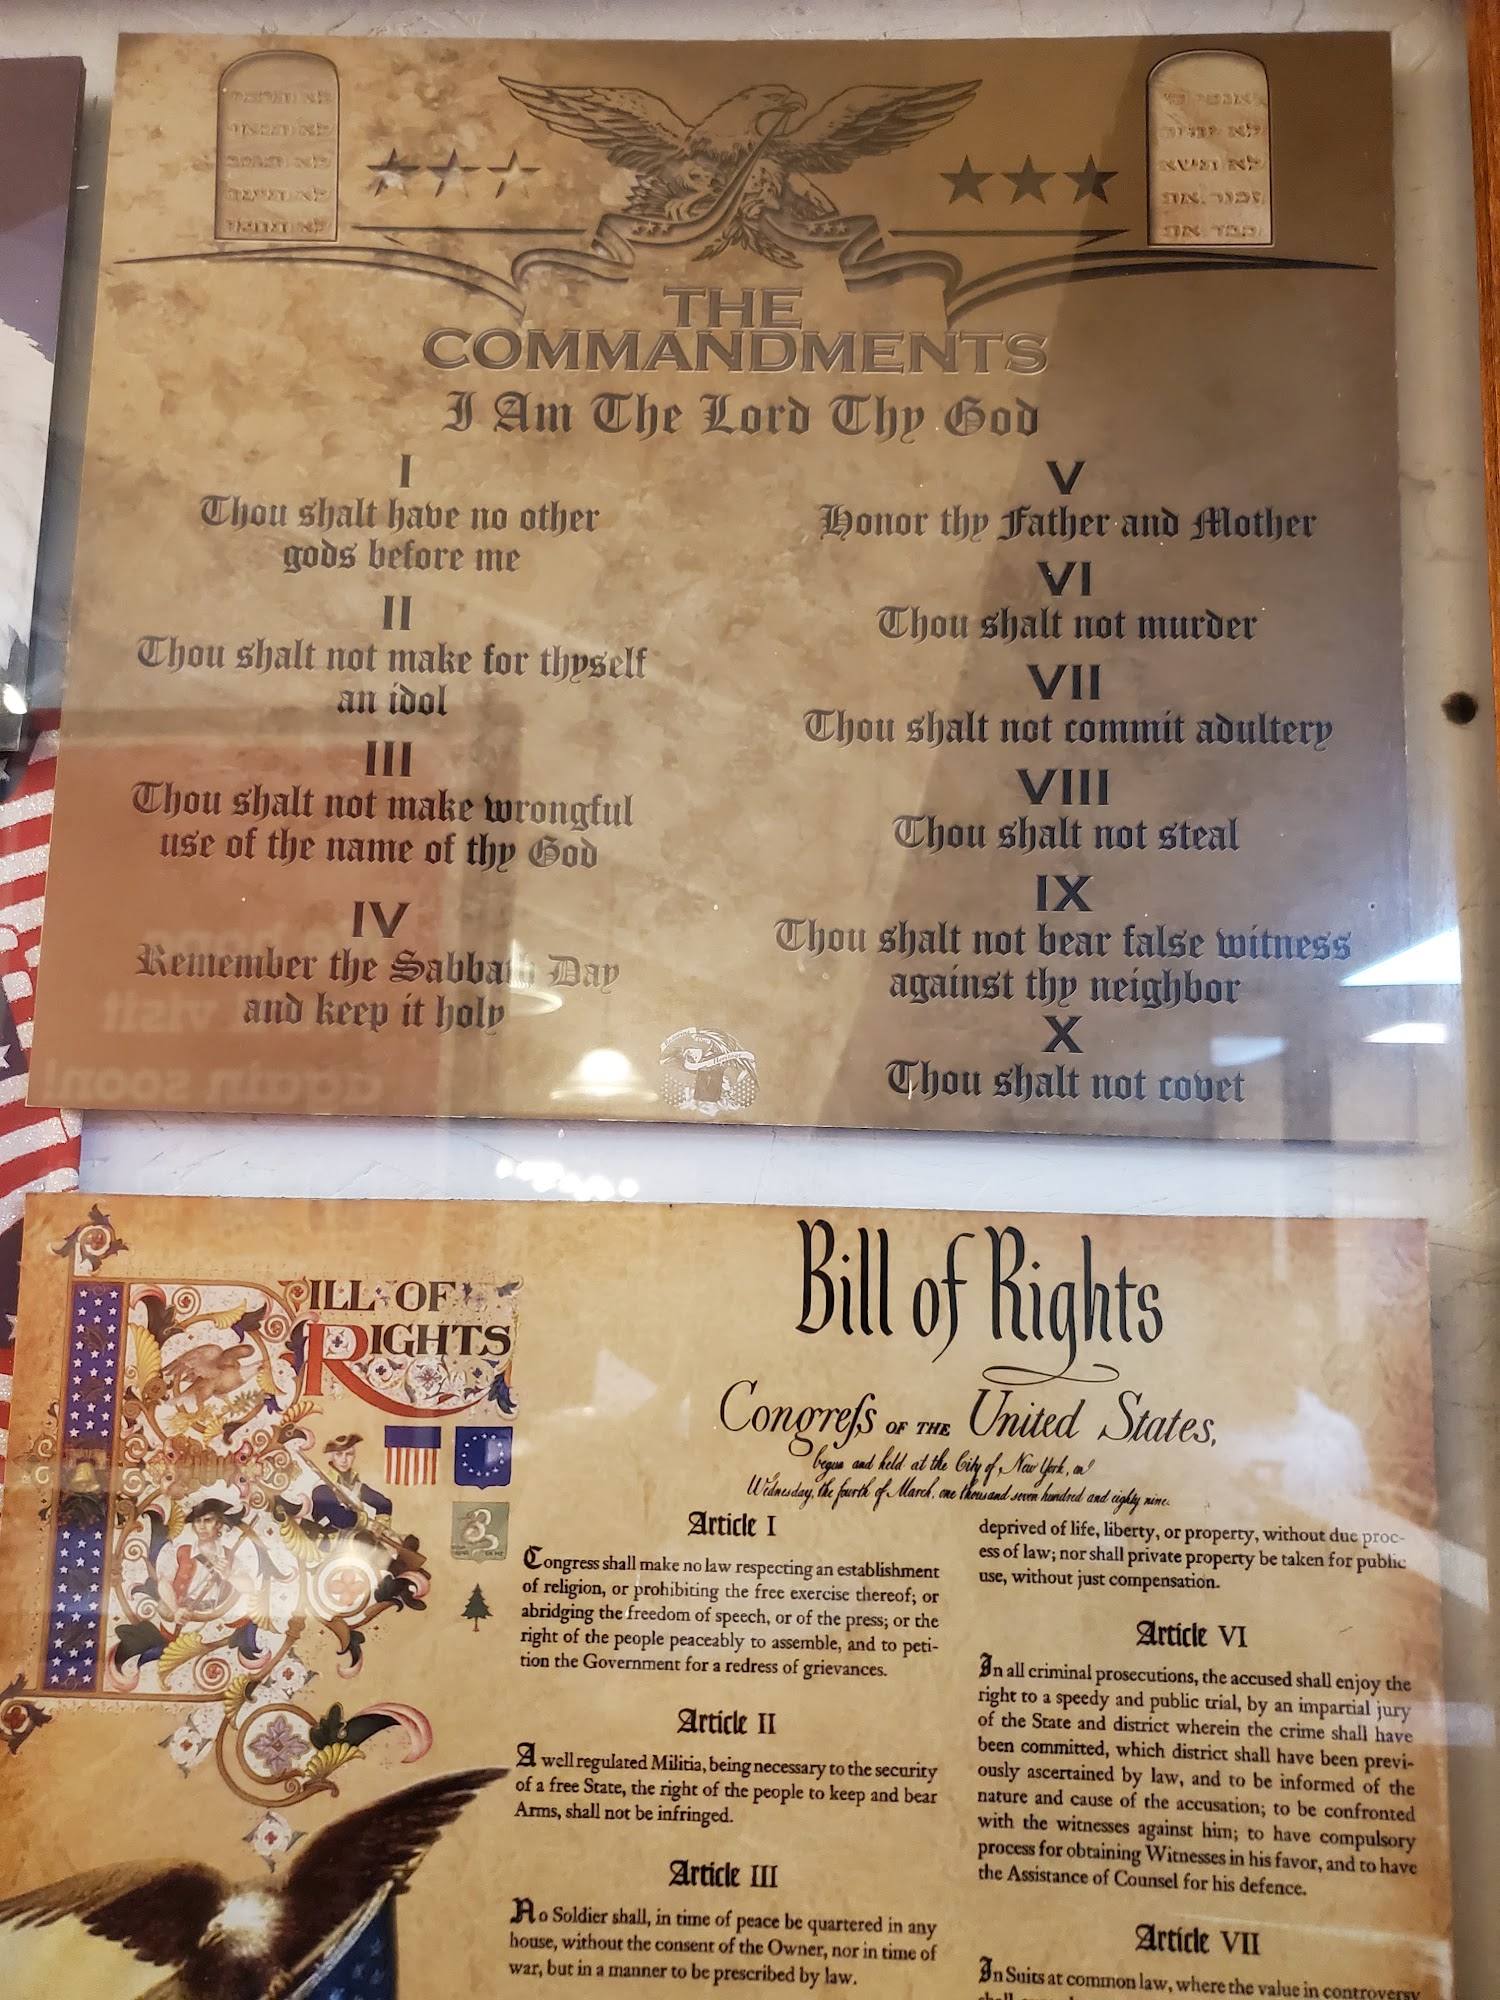 THE
COMMANDMENTS
I Am The Lord Thy God
I
Thou shalt have no other
gods before me
II
Thou shalt not make for thyself
an idol
III
Thou shalt not make wrongful
use of the name of thy God
IV
Remember the Sabbath Day
and keep it holy
V
Honor thy Father and Mother
VI
Thou shalt not murder
VII
Thou shalt not commit adultery
VIII
Thou shalt not steal
IX
Thou shalt not bear false witness
against thy neighbor
X
Thou shalt not covet
visit
again soon!
BILL OF
RIGHTS
Bill of Rights
Congreſs OF THE United States,
begun and held at the City of New York, on
Wednesday, the fourth of March, one thousand seven hundred and eighty nine.
Article I
Congress shall make no law respecting an establishment
of religion, or prohibiting the free exercise thereof; or
abridging the freedom of speech, or of the press; or the
right of the people peaceably to assemble, and to peti-
tion the Government for a redress of grievances.
Article II
A well regulated Militia, being necessary to the security
of a free State, the right of the people to keep and bear
Arms, shall not be infringed.
Article III
No Soldier shall, in time of peace be quartered in any
house, without the consent of the Owner, nor in time of
war, but in a manner to be prescribed by law.
deprived of life, liberty, or property, without due proc-
ess of law; nor shall private property be taken for public
use, without just compensation.
Article VI
In all criminal prosecutions, the accused shall enjoy the
right to a speedy and public trial, by an impartial jury
of the State and district wherein the crime shall have
been committed, which district shall have been previ-
ously ascertained by law, and to be informed of the
nature and cause of the accusation; to be confronted
with the witnesses against him; to have compulsory
process for obtaining Witnesses in his favor, and to have
the Assistance of Counsel for his defence.
Article VII
In Suits at common law, where the value in controversy